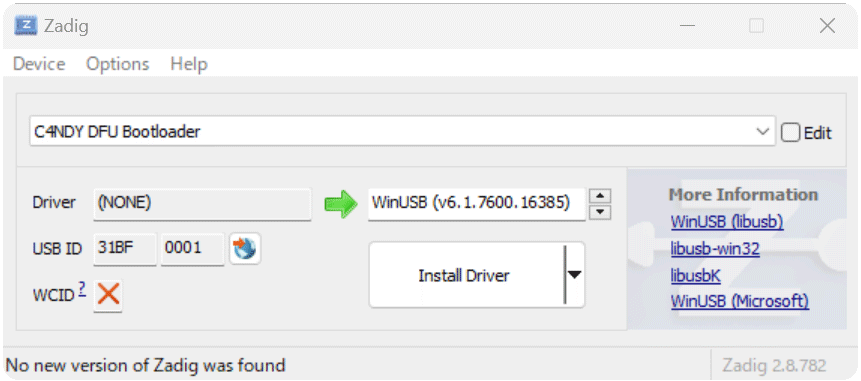 Zadig
Device Options Help
C4NDY DFU Bootloader
Edit
Driver (NONE) WinUSB (v6.1.7600.16385)
USB ID 31BF 0001
WCID ?
Install Driver
More Information
WinUSB (libusb)
libusb-win32
libusbK
WinUSB (Microsoft)
No new version of Zadig was found
Zadig 2.8.782